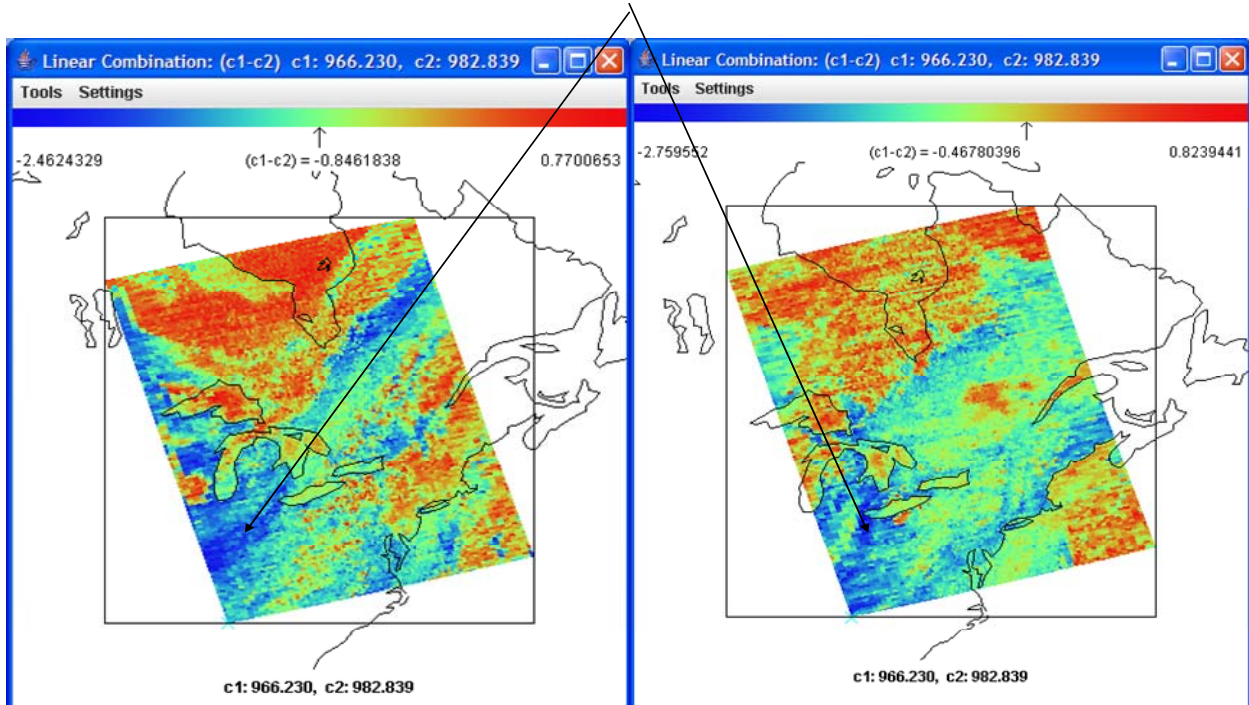 Linear Combination: (c1-c2) c1: 966.230, c2: 982.839
Tools Settings
-2.4624329 (c1-c2) = -0.8461838 0.7700653
c1: 966.230, c2: 982.839
Linear Combination: (c1-c2) c1: 966.230, c2: 982.839
Tools Settings
-2.759552 (c1-c2) = -0.46780396 0.8239441
c1: 966.230, c2: 982.839